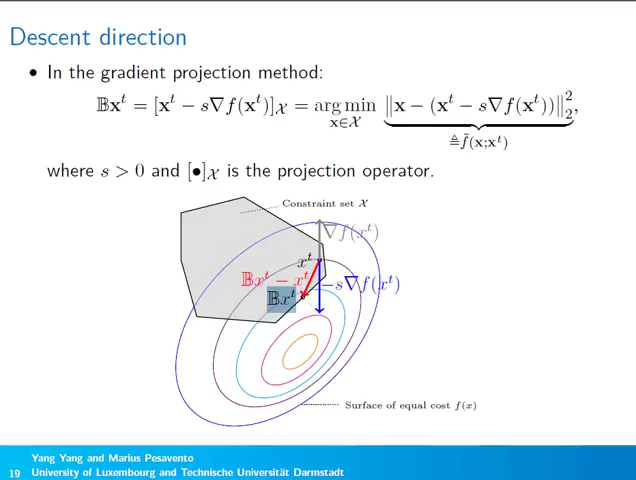 Descent direction
• In the gradient projection method:
𝔹x^t = [x^t − s∇f(x^t)]_𝒳 = arg min_{x∈𝒳} ‖x − (x^t − s∇f(x^t))‖₂²,
≜f̃(x;x^t)
where s > 0 and [•]_𝒳 is the projection operator.
Constraint set 𝒳
∇f(x^t)
x^t
𝔹x^t − x^t
−s∇f(x^t)
𝔹x^t
Surface of equal cost f(x)
Yang Yang and Marius Pesavento
19 University of Luxembourg and Technische Universität Darmstadt